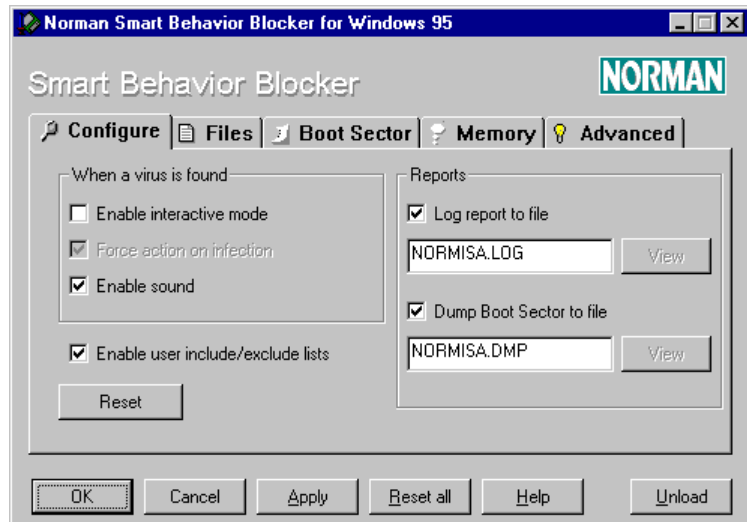 Norman Smart Behavior Blocker for Windows 95
Smart Behavior Blocker
NORMAN
Configure
Files
Boot Sector
Memory
Advanced
When a virus is found
Enable interactive mode
Force action on infection
Enable sound
Enable user include/exclude lists
Reset
Reports
Log report to file
NORMISA.LOG
View
Dump Boot Sector to file
NORMISA.DMP
View
OK
Cancel
Apply
Reset all
Help
Unload